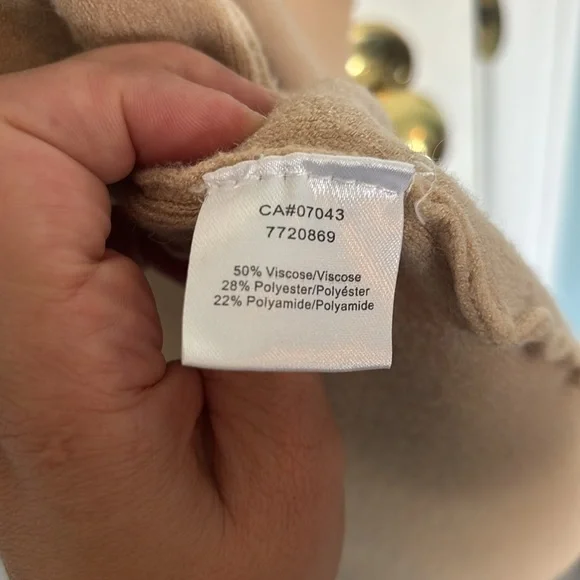 CA#07043
7720869
50% Viscose/Viscose
28% Polyester/Polyéster
22% Polyamide/Polyamide